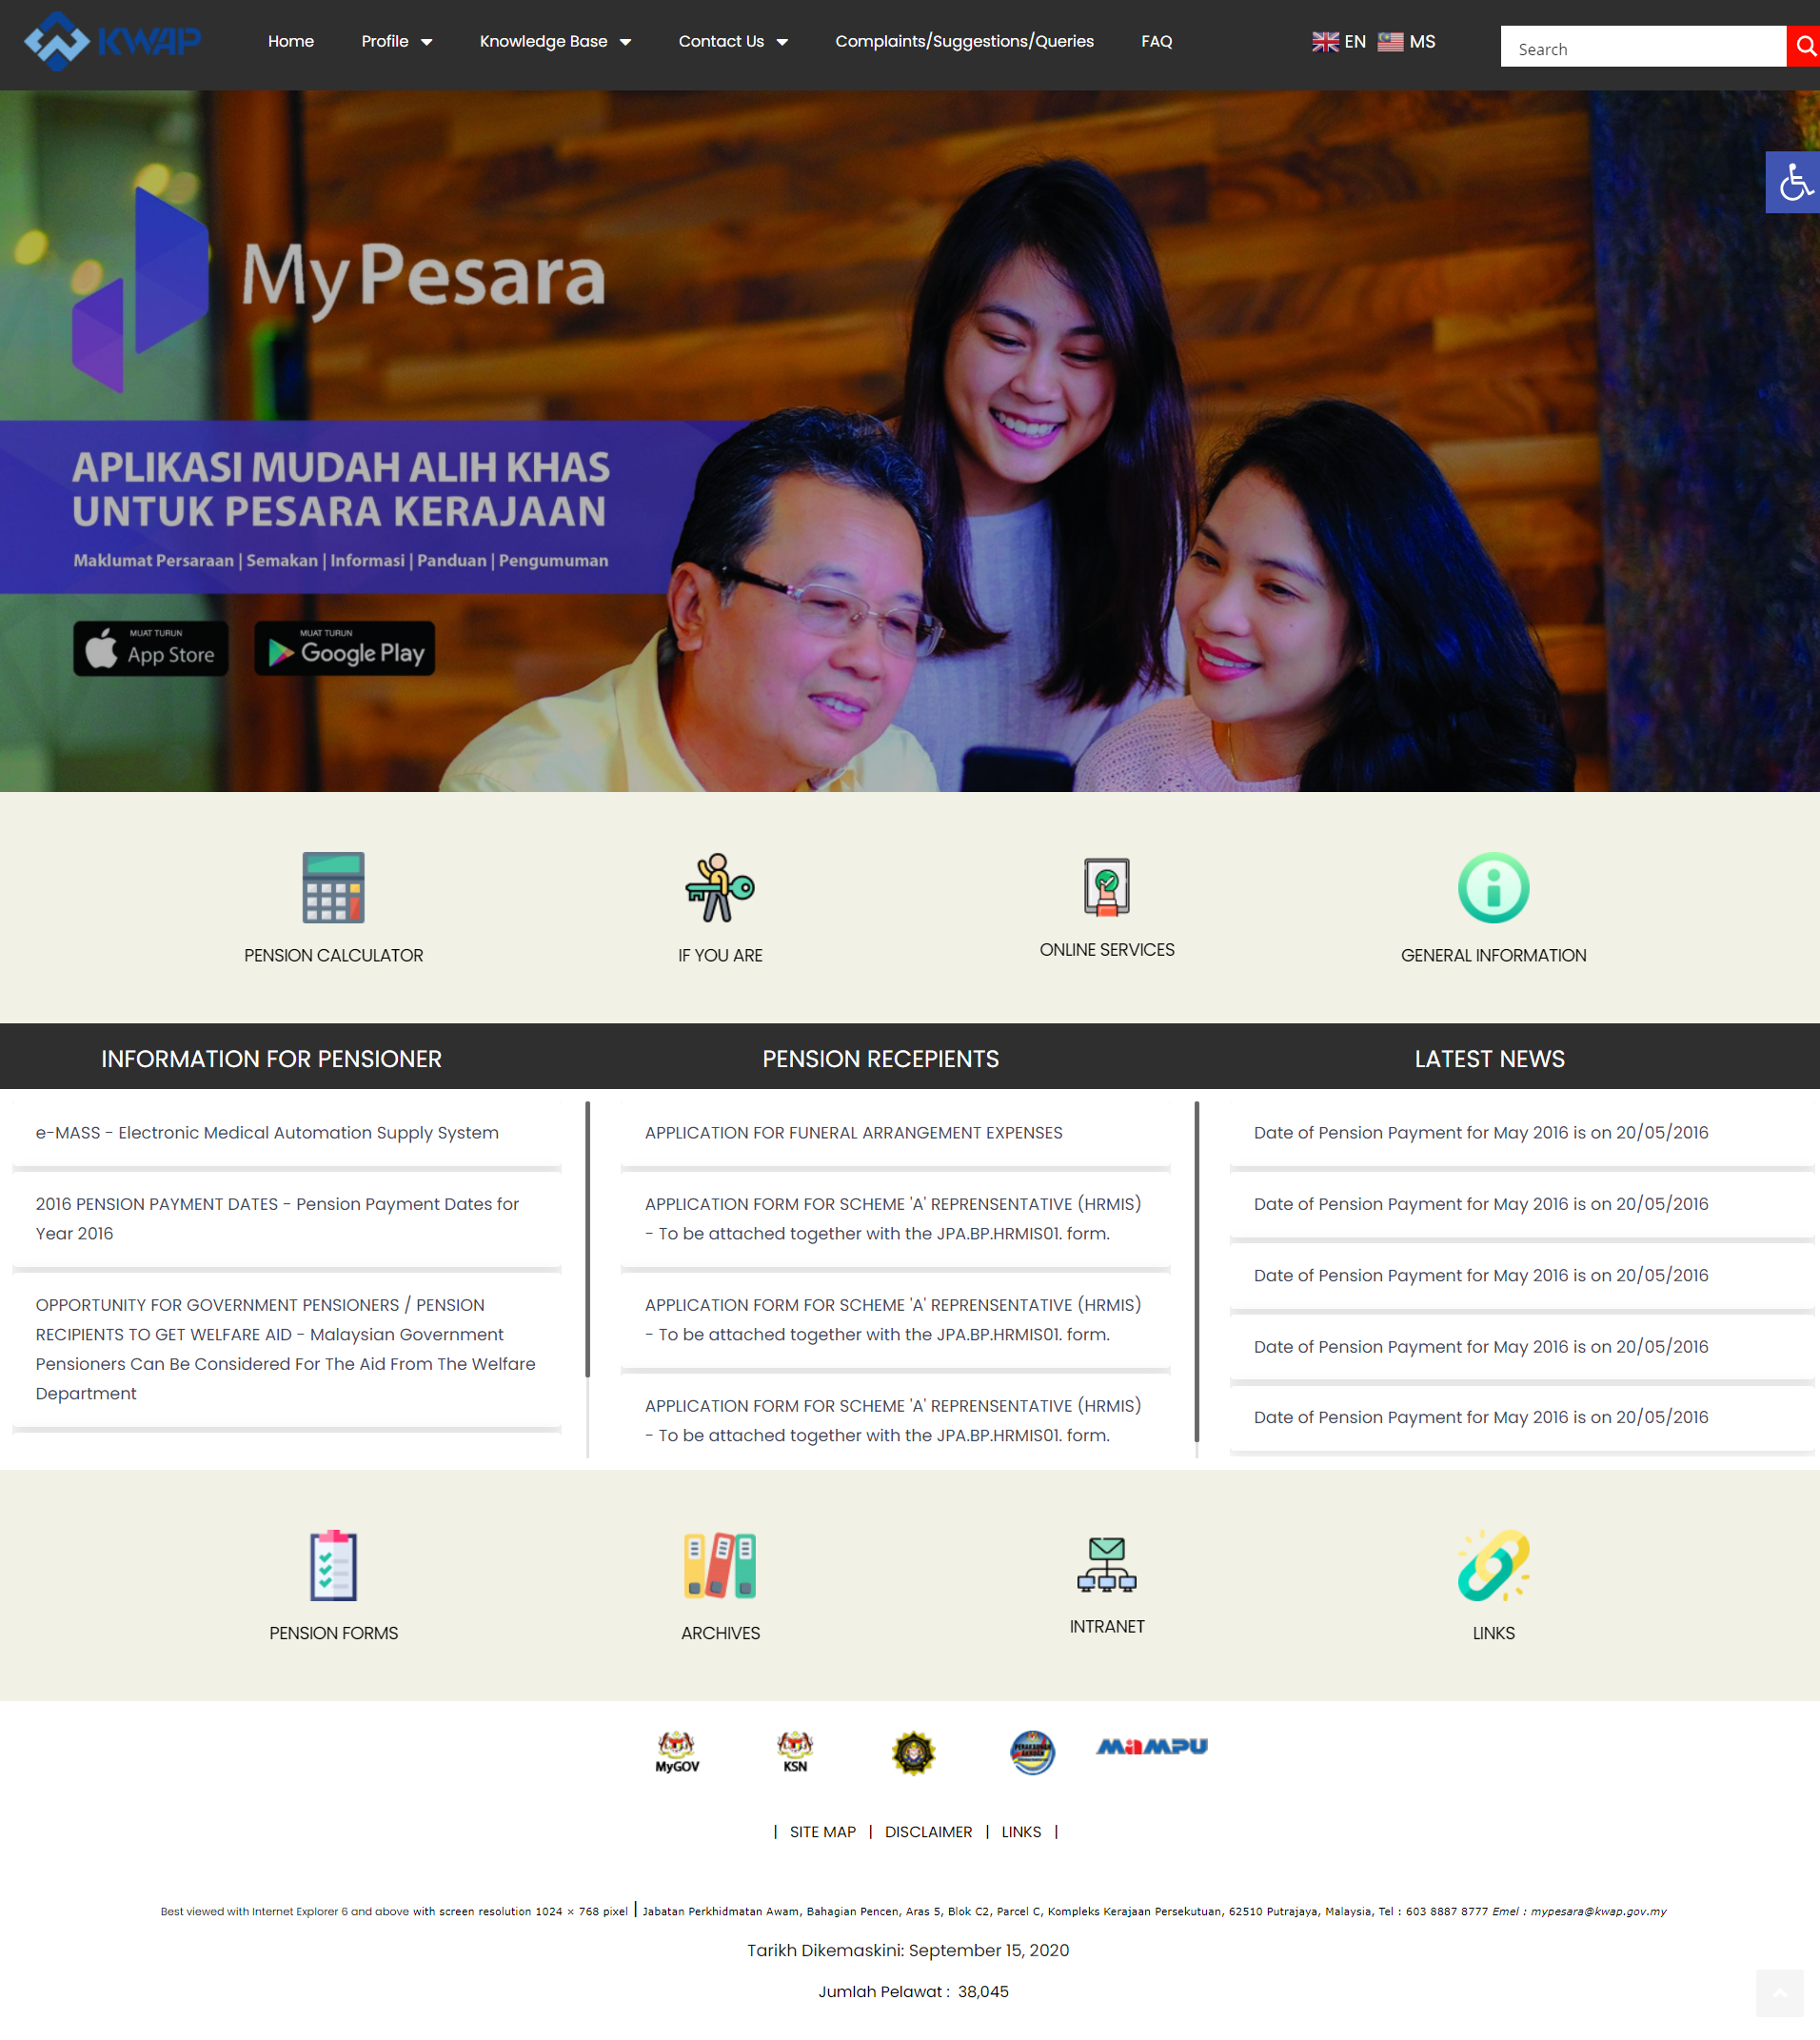 KWAP
Home
Profile
Knowledge Base
Contact Us
Complaints/Suggestions/Queries
FAQ
EN
MS
Search
MyPesara
APLIKASI MUDAH ALIH KHAS
UNTUK PESARA KERAJAAN
Maklumat Persaraan | Semakan | Informasi | Panduan | Pengumuman
MUAT TURUN
App Store
MUAT TURUN
Google Play
PENSION CALCULATOR
IF YOU ARE
ONLINE SERVICES
GENERAL INFORMATION
INFORMATION FOR PENSIONER
e-MASS - Electronic Medical Automation Supply System
2016 PENSION PAYMENT DATES - Pension Payment Dates for
Year 2016
OPPORTUNITY FOR GOVERNMENT PENSIONERS / PENSION
RECIPIENTS TO GET WELFARE AID - Malaysian Government
Pensioners Can Be Considered For The Aid From The Welfare
Department
PENSION RECEPIENTS
APPLICATION FOR FUNERAL ARRANGEMENT EXPENSES
APPLICATION FORM FOR SCHEME 'A' REPRENSENTATIVE (HRMIS)
- To be attached together with the JPA.BP.HRMIS01. form.
APPLICATION FORM FOR SCHEME 'A' REPRENSENTATIVE (HRMIS)
- To be attached together with the JPA.BP.HRMIS01. form.
APPLICATION FORM FOR SCHEME 'A' REPRENSENTATIVE (HRMIS)
- To be attached together with the JPA.BP.HRMIS01. form.
LATEST NEWS
Date of Pension Payment for May 2016 is on 20/05/2016
Date of Pension Payment for May 2016 is on 20/05/2016
Date of Pension Payment for May 2016 is on 20/05/2016
Date of Pension Payment for May 2016 is on 20/05/2016
Date of Pension Payment for May 2016 is on 20/05/2016
PENSION FORMS
ARCHIVES
INTRANET
LINKS
MyGOV
KSN
MAMPU
| SITE MAP | DISCLAIMER | LINKS |
Best viewed with Internet Explorer 6 and above with screen resolution 1024 × 768 pixel | Jabatan Perkhidmatan Awam, Bahagian Pencen, Aras 5, Blok C2, Parcel C, Kompleks Kerajaan Persekutuan, 62510 Putrajaya, Malaysia, Tel : 603 8887 8777 Emel : mypesara@kwap.gov.my
Tarikh Dikemaskini: September 15, 2020
Jumlah Pelawat : 38,045